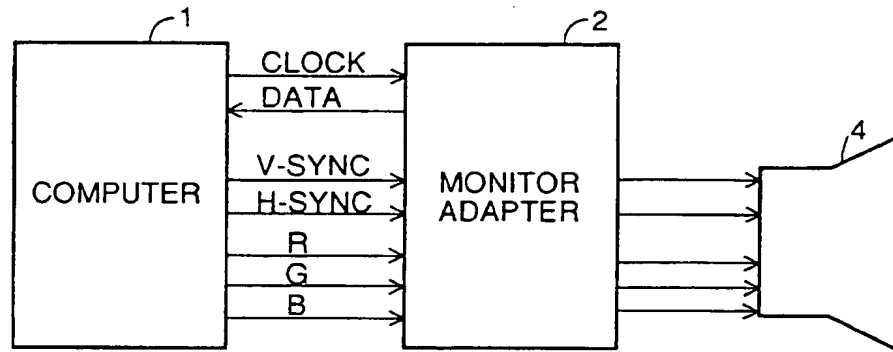 1
2
CLOCK
DATA
4
V-SYNC
COMPUTER
MONITOR
ADAPTER
H-SYNC
R
G
B